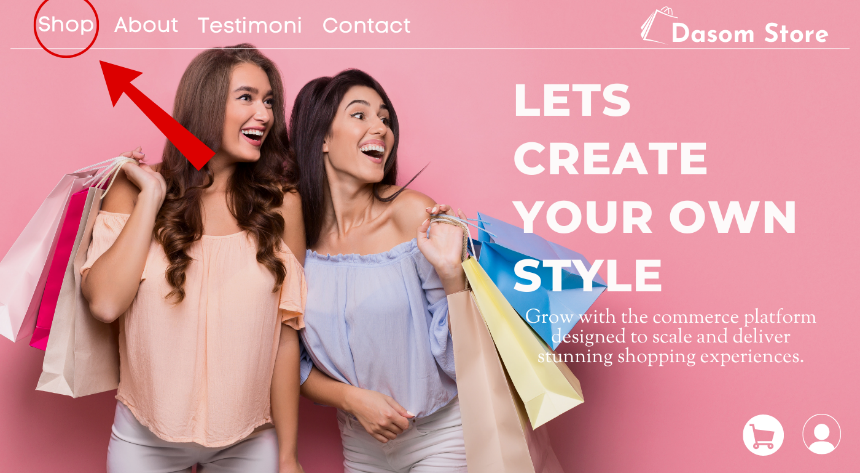 Shop About Testimoni Contact
Dasom Store
LETS
CREATE
YOUR OWN
STYLE
Grow with the commerce platform
designed to scale and deliver
stunning shopping experiences.